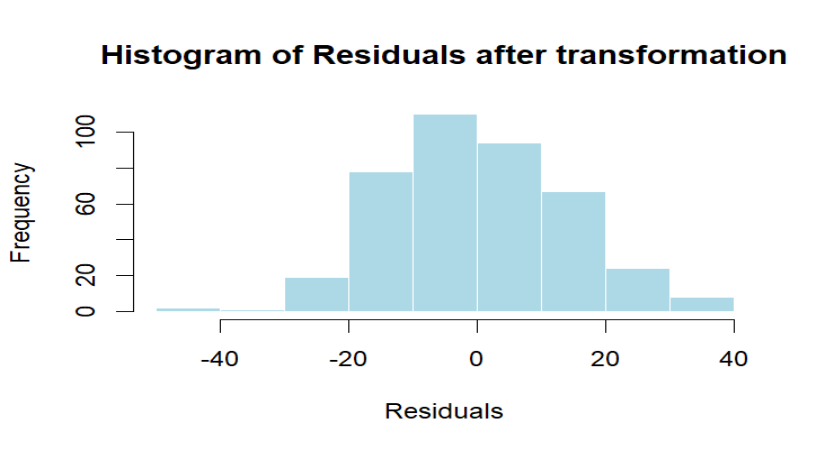 Histogram of Residuals after transformation
Frequency
100
60
20
0
-40 -20 0 20 40
Residuals